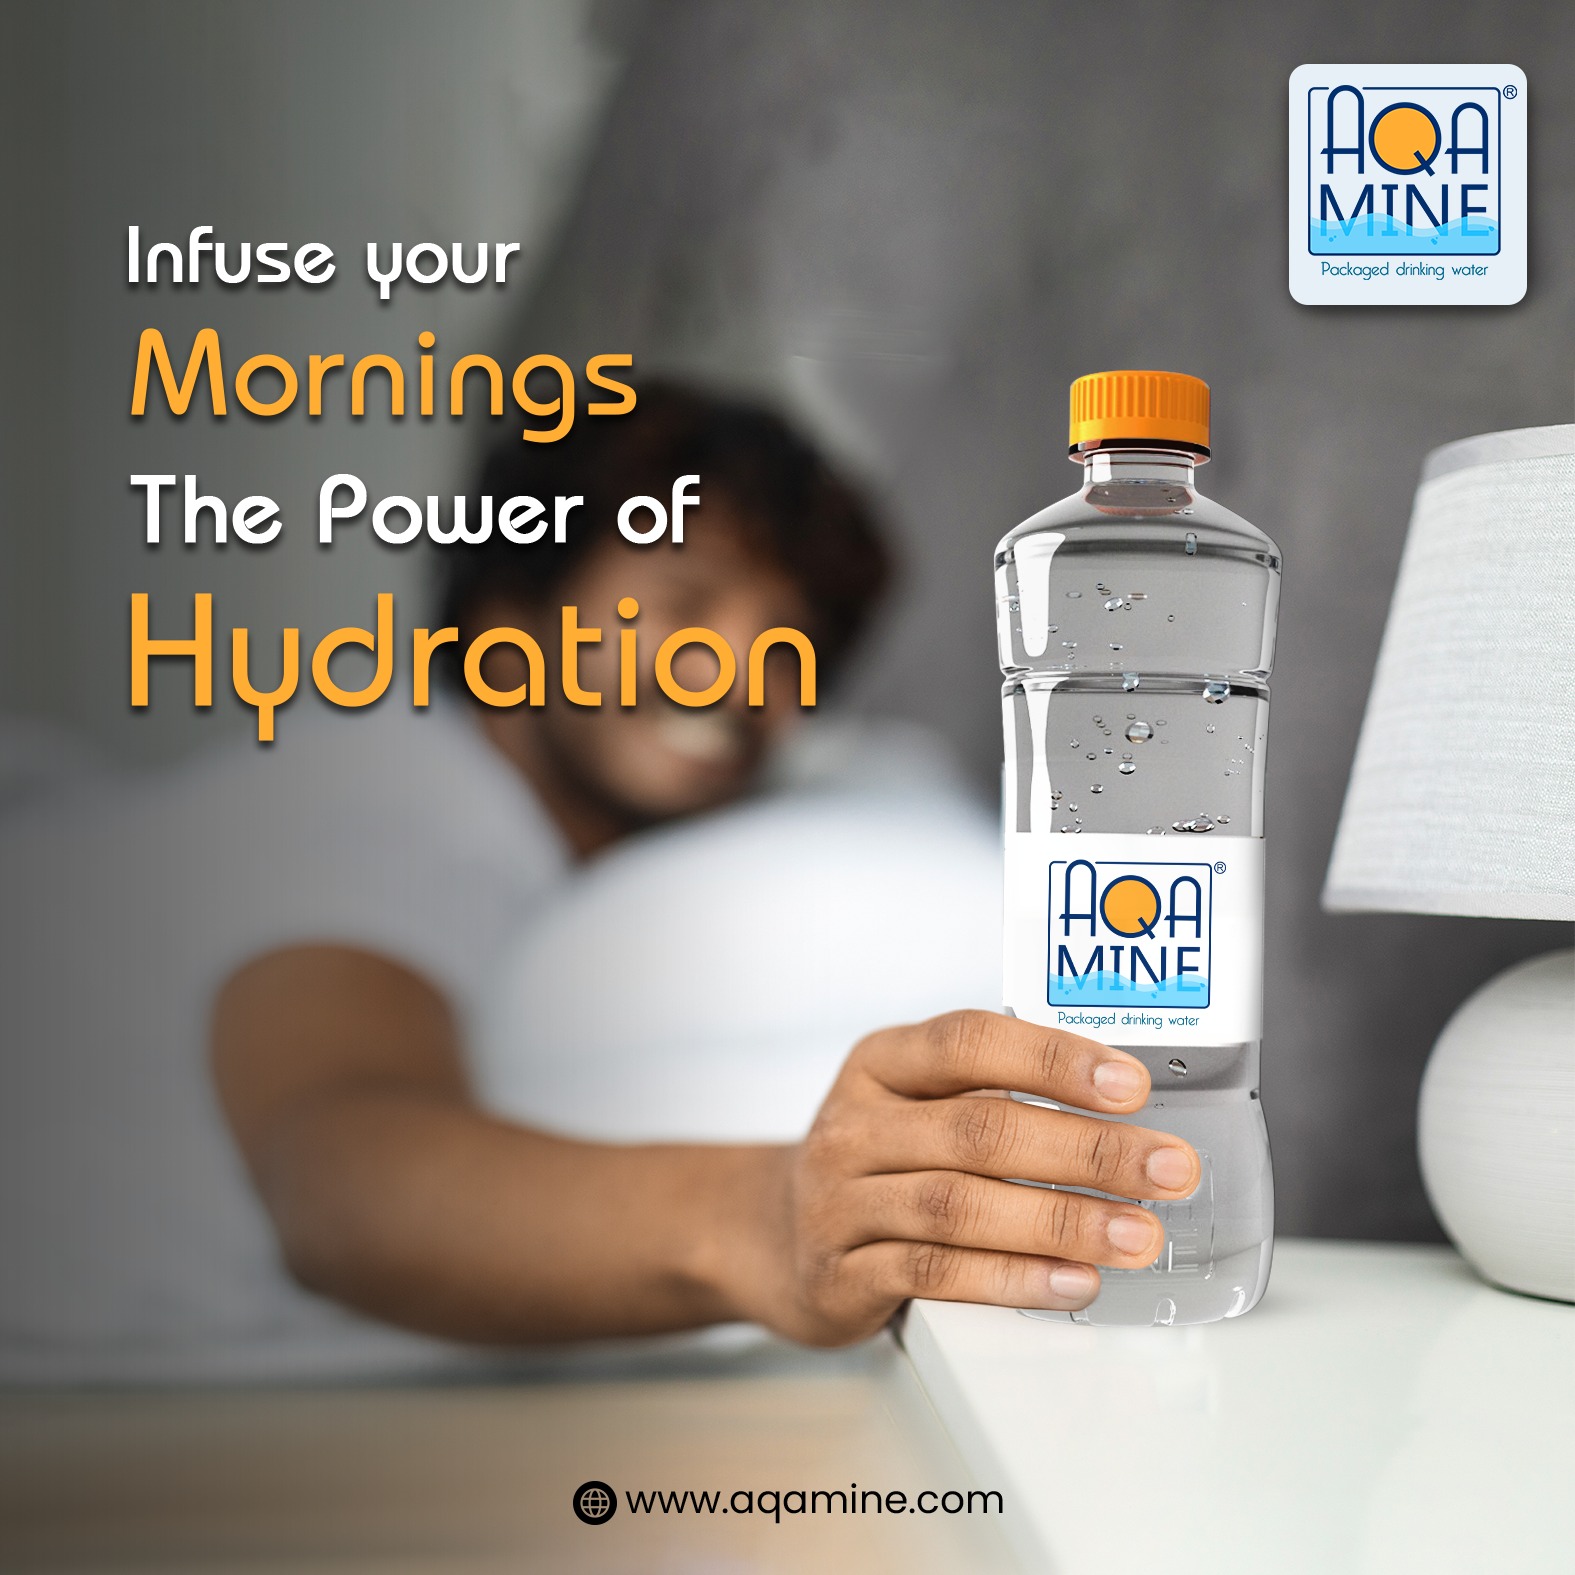 AQA
MINE
®
Packaged drinking water
Infuse your
Mornings
The Power of
Hydration
AQA
MINE
®
Packaged drinking water
www.aqamine.com